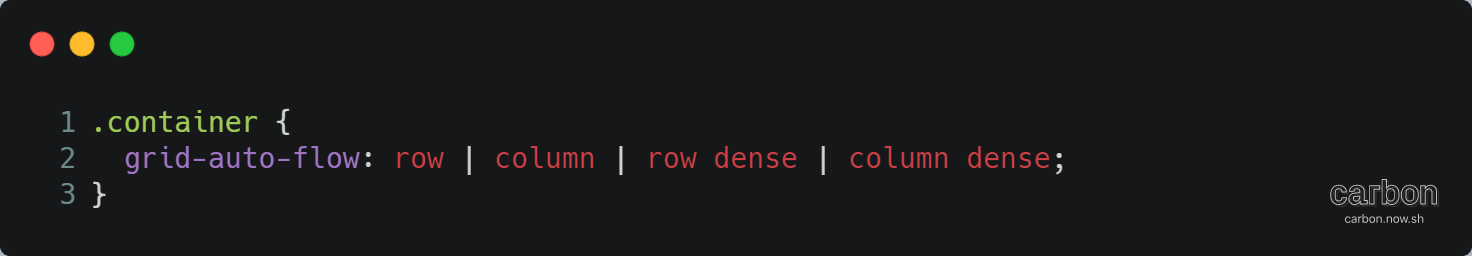 1 .container {
2   grid-auto-flow: row | column | row dense | column dense;
3 }
carbon
carbon.now.sh